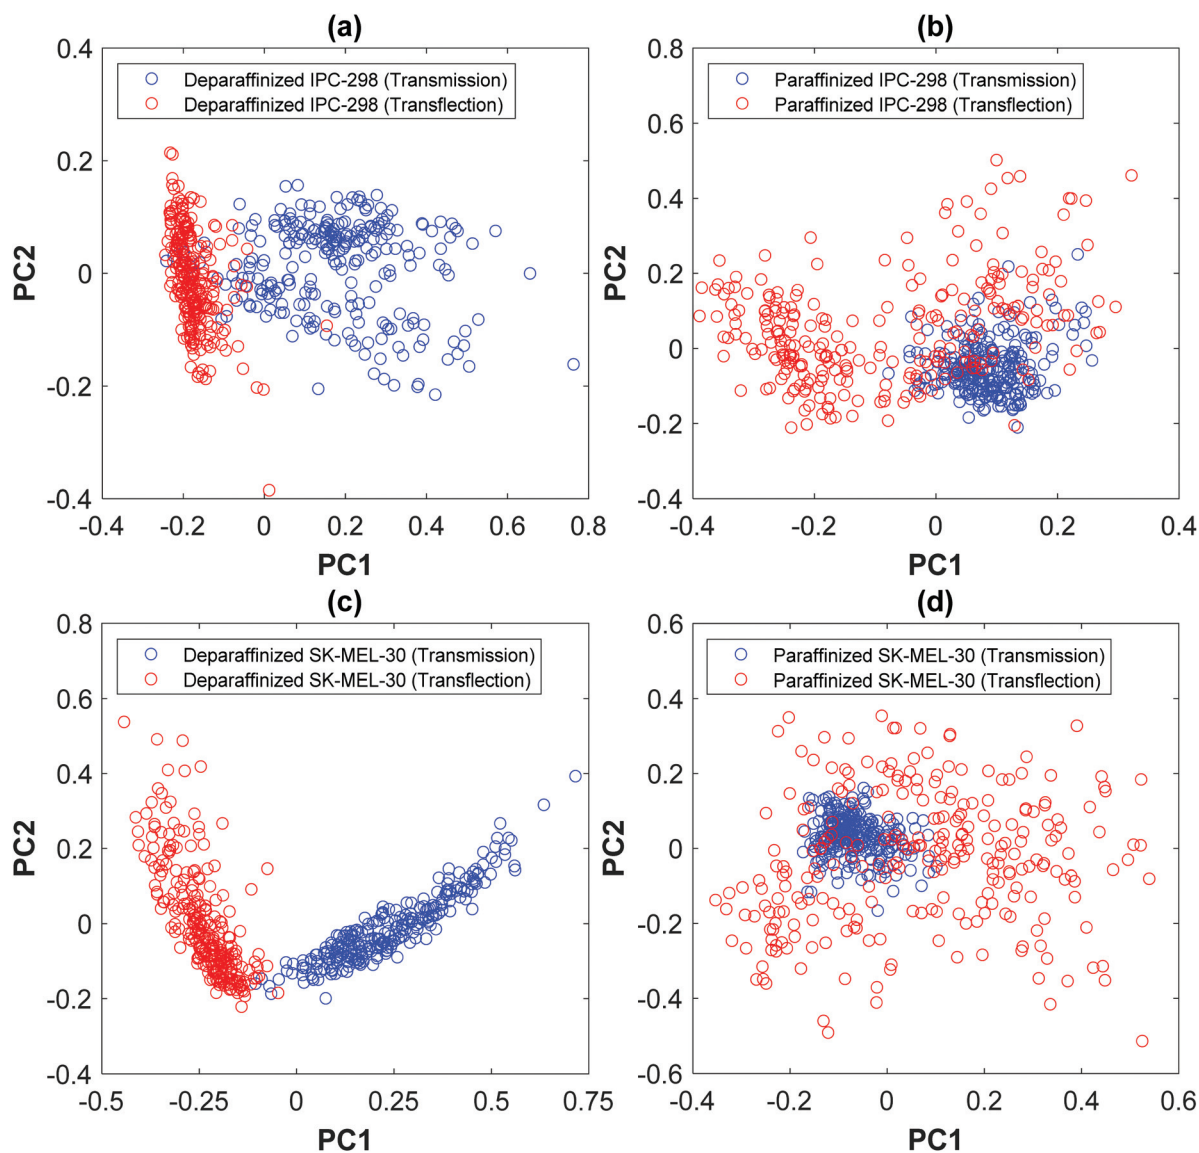 (a)
0.4
0.2
0
-0.2
-0.4
PC2
Deparaffinized IPC-298 (Transmission)
Deparaffinized IPC-298 (Transflection)
-0.4
-0.2
0
0.2
0.4
0.6
0.8
PC1
(b)
0.8
0.6
0.4
0.2
0
-0.2
-0.4
PC2
Paraffinized IPC-298 (Transmission)
Paraffinized IPC-298 (Transflection)
-0.4
-0.2
0
0.2
0.4
PC1
(c)
0.8
0.6
0.4
0.2
0
-0.2
-0.4
PC2
Deparaffinized SK-MEL-30 (Transmission)
Deparaffinized SK-MEL-30 (Transflection)
-0.5
-0.25
0
0.25
0.5
0.75
PC1
(d)
0.6
0.4
0.2
0
-0.2
-0.4
-0.6
PC2
Paraffinized SK-MEL-30 (Transmission)
Paraffinized SK-MEL-30 (Transflection)
-0.4
-0.2
0
0.2
0.4
0.6
PC1